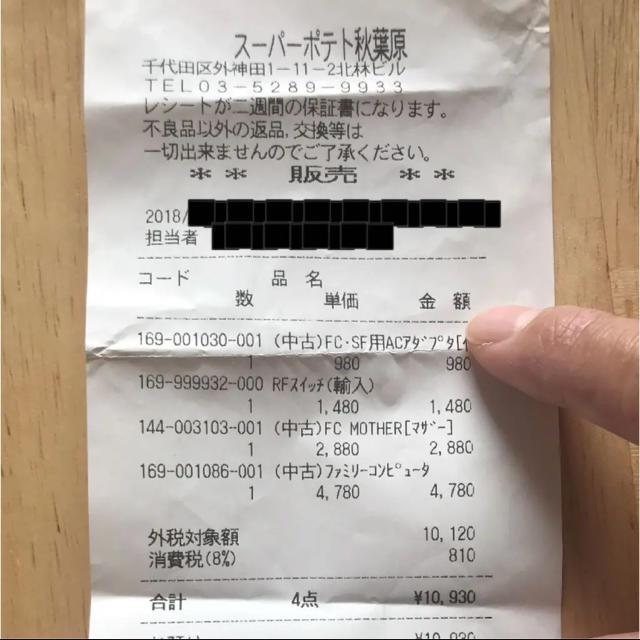 スーパーポテト秋葉原
千代田区外神田1-11-2北林ビル
TEL03-5289-9933
レシートが二週間の保証書になります。
不良品以外の返品,交換等は
一切出来ませんのでご了承ください。
** 販売 **
2018/
担当者
コード 品名
数 単価 金額
169-001030-001 (中古)FC・SF用ACアダプタ[
1 980 980
169-999932-000 RFスイッチ(輸入)
1 1,480 1,480
144-003103-001 (中古)FC MOTHER[マザー]
1 2,880 2,880
169-001086-001 (中古)ファミリーコンピュータ
1 4,780 4,780
外税対象額 10,120
消費税(8%) 810
合計 4点 ¥10,930